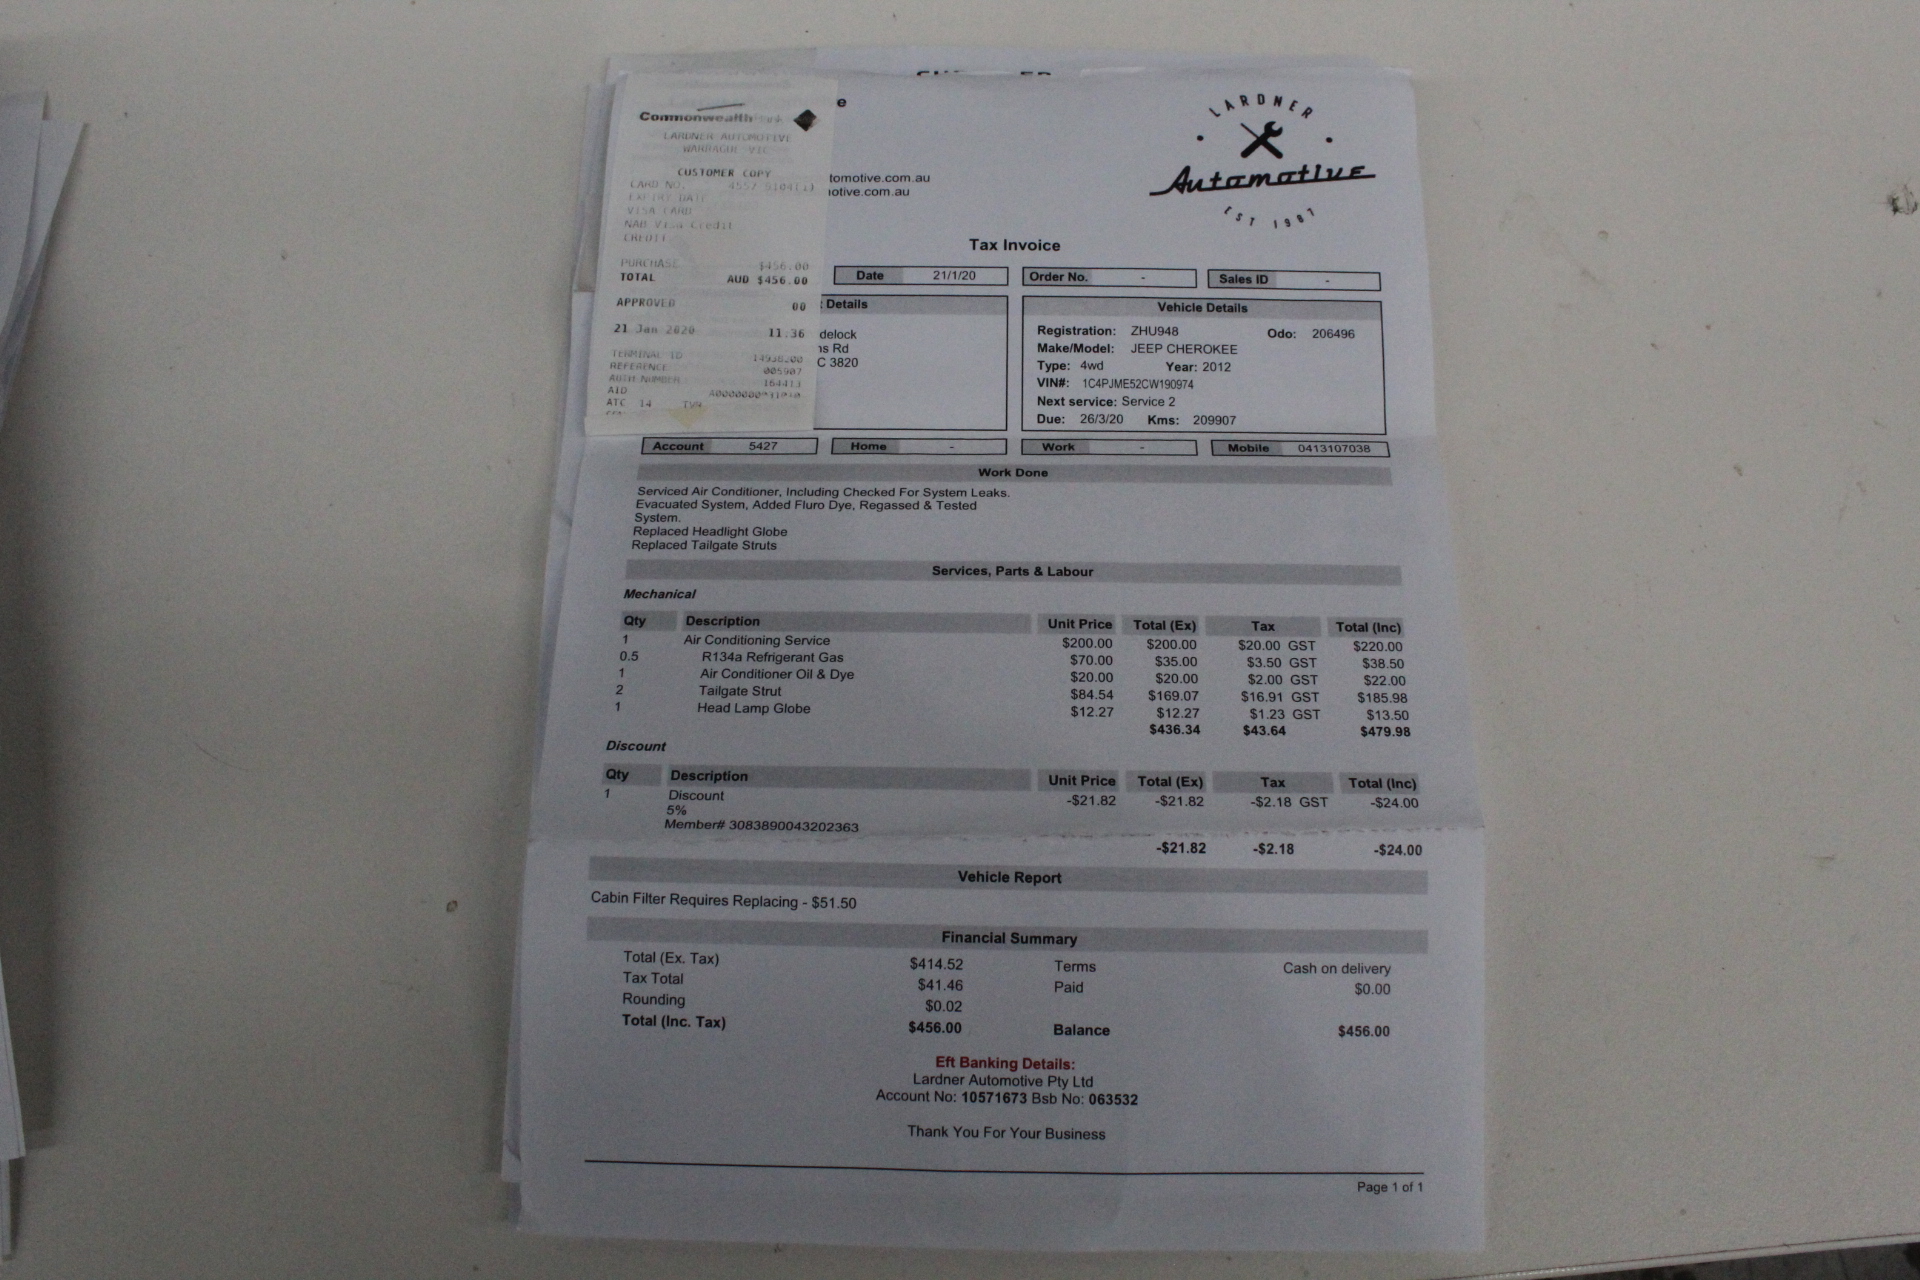 Commonwealth
LARDNER AUTOMOTIVE
WARRAGUL VIC
CUSTOMER COPY
CARD NO.
EXPIRY DATE
VISA CARD
NAB Visa Credit
CREDIT
PURCHASE $456.00
TOTAL AUD $456.00
APPROVED 00
21 Jan 2020 11:36
TERMINAL ID
REFERENCE 005907
AUTH NUMBER 164413
AID
ATC 14 TVR
e
tomotive.com.au
otive.com.au
LARDNER
Automotive
EST 1987
Tax Invoice
Date 21/1/20 Order No. - Sales ID -
Details
delock
ns Rd
C 3820
Vehicle Details
Registration: ZHU948 Odo: 206496
Make/Model: JEEP CHEROKEE
Type: 4wd Year: 2012
VIN#: 1C4PJME52CW190974
Next service: Service 2
Due: 26/3/20 Kms: 209907
Account 5427 Home - Work - Mobile 0413107038
Work Done
Serviced Air Conditioner, Including Checked For System Leaks.
Evacuated System, Added Fluro Dye, Regassed & Tested
System.
Replaced Headlight Globe
Replaced Tailgate Struts
Services, Parts & Labour
Mechanical
Qty Description Unit Price Total (Ex) Tax Total (Inc)
1 Air Conditioning Service $200.00 $200.00 $20.00 GST $220.00
0.5 R134a Refrigerant Gas $70.00 $35.00 $3.50 GST $38.50
1 Air Conditioner Oil & Dye $20.00 $20.00 $2.00 GST $22.00
2 Tailgate Strut $84.54 $169.07 $16.91 GST $185.98
1 Head Lamp Globe $12.27 $12.27 $1.23 GST $13.50
$436.34 $43.64 $479.98
Discount
Qty Description Unit Price Total (Ex) Tax Total (Inc)
1 Discount -$21.82 -$21.82 -$2.18 GST -$24.00
5%
Member# 3083890043202363
-$21.82 -$2.18 -$24.00
Vehicle Report
Cabin Filter Requires Replacing - $51.50
Financial Summary
Total (Ex. Tax) $414.52 Terms Cash on delivery
Tax Total $41.46 Paid $0.00
Rounding $0.02
Total (Inc. Tax) $456.00 Balance $456.00
Eft Banking Details:
Lardner Automotive Pty Ltd
Account No: 10571673 Bsb No: 063532
Thank You For Your Business
Page 1 of 1